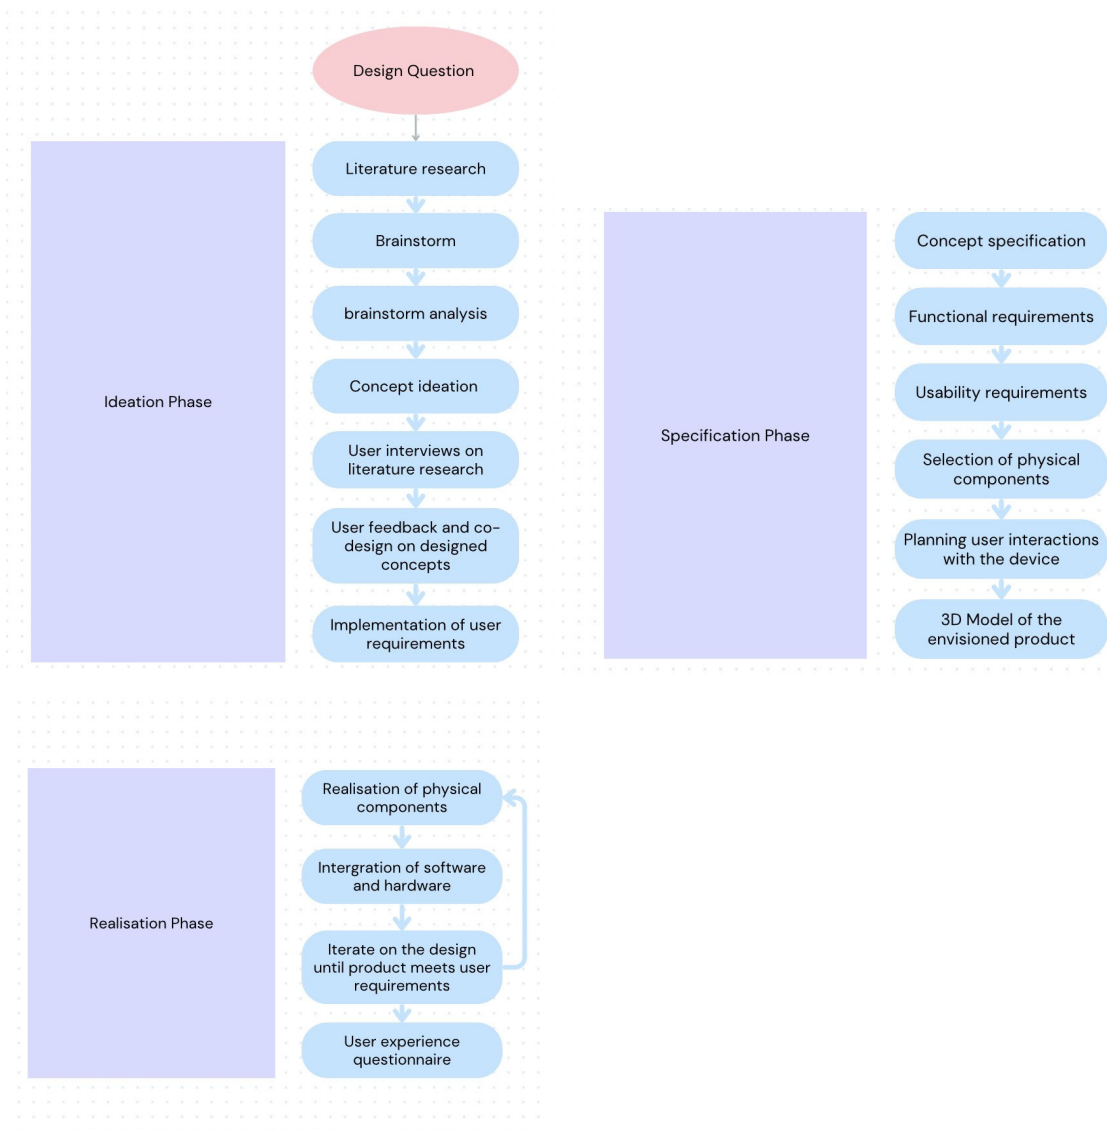 Design Question
Ideation Phase
Literature research
Brainstorm
brainstorm analysis
Concept ideation
User interviews on
literature research
User feedback and co-
design on designed
concepts
Implementation of user
requirements
Specification Phase
Concept specification
Functional requirements
Usability requirements
Selection of physical
components
Planning user interactions
with the device
3D Model of the
envisioned product
Realisation Phase
Realisation of physical
components
Intergration of software
and hardware
Iterate on the design
until product meets user
requirements
User experience
questionnaire